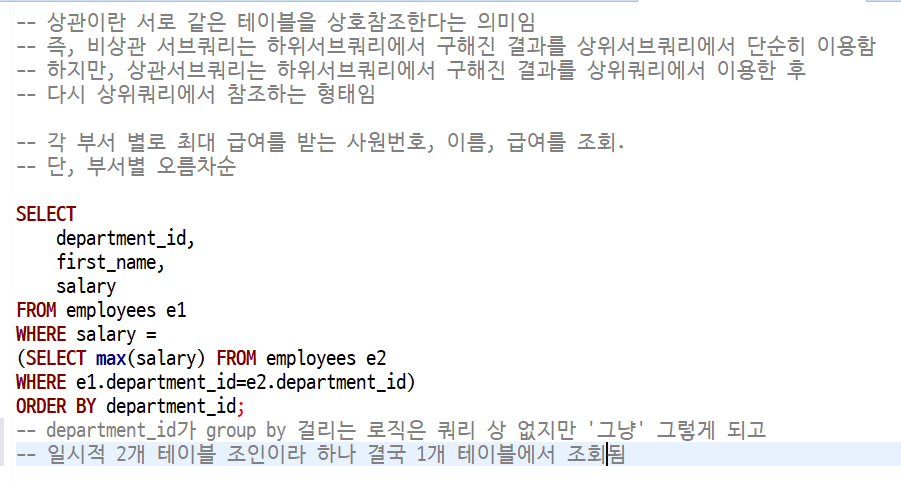 -- 상관이란 서로 같은 테이블을 상호참조한다는 의미임
-- 즉, 비상관 서브쿼리는 하위서브쿼리에서 구해진 결과를 상위서브쿼리에서 단순히 이용함
-- 하지만, 상관서브쿼리는 하위서브쿼리에서 구해진 결과를 상위쿼리에서 이용한 후
-- 다시 상위쿼리에서 참조하는 형태임
-- 각 부서 별로 최대 급여를 받는 사원번호, 이름, 급여를 조회.
-- 단, 부서별 오름차순
SELECT
department_id,
first_name,
salary
FROM employees e1
WHERE salary =
(SELECT max(salary) FROM employees e2
WHERE e1.department_id=e2.department_id)
ORDER BY department_id;
-- department_id가 group by 걸리는 로직은 쿼리 상 없지만 '그냥' 그렇게 되고
-- 일시적 2개 테이블 조인이라 하나 결국 1개 테이블에서 조회됨